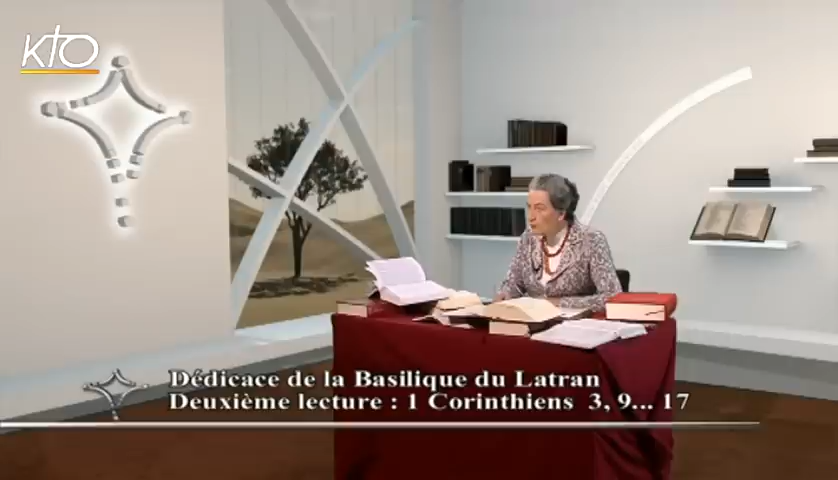 KTO
Dédicace de la Basilique du Latran
Deuxième lecture : 1 Corinthiens 3, 9... 17